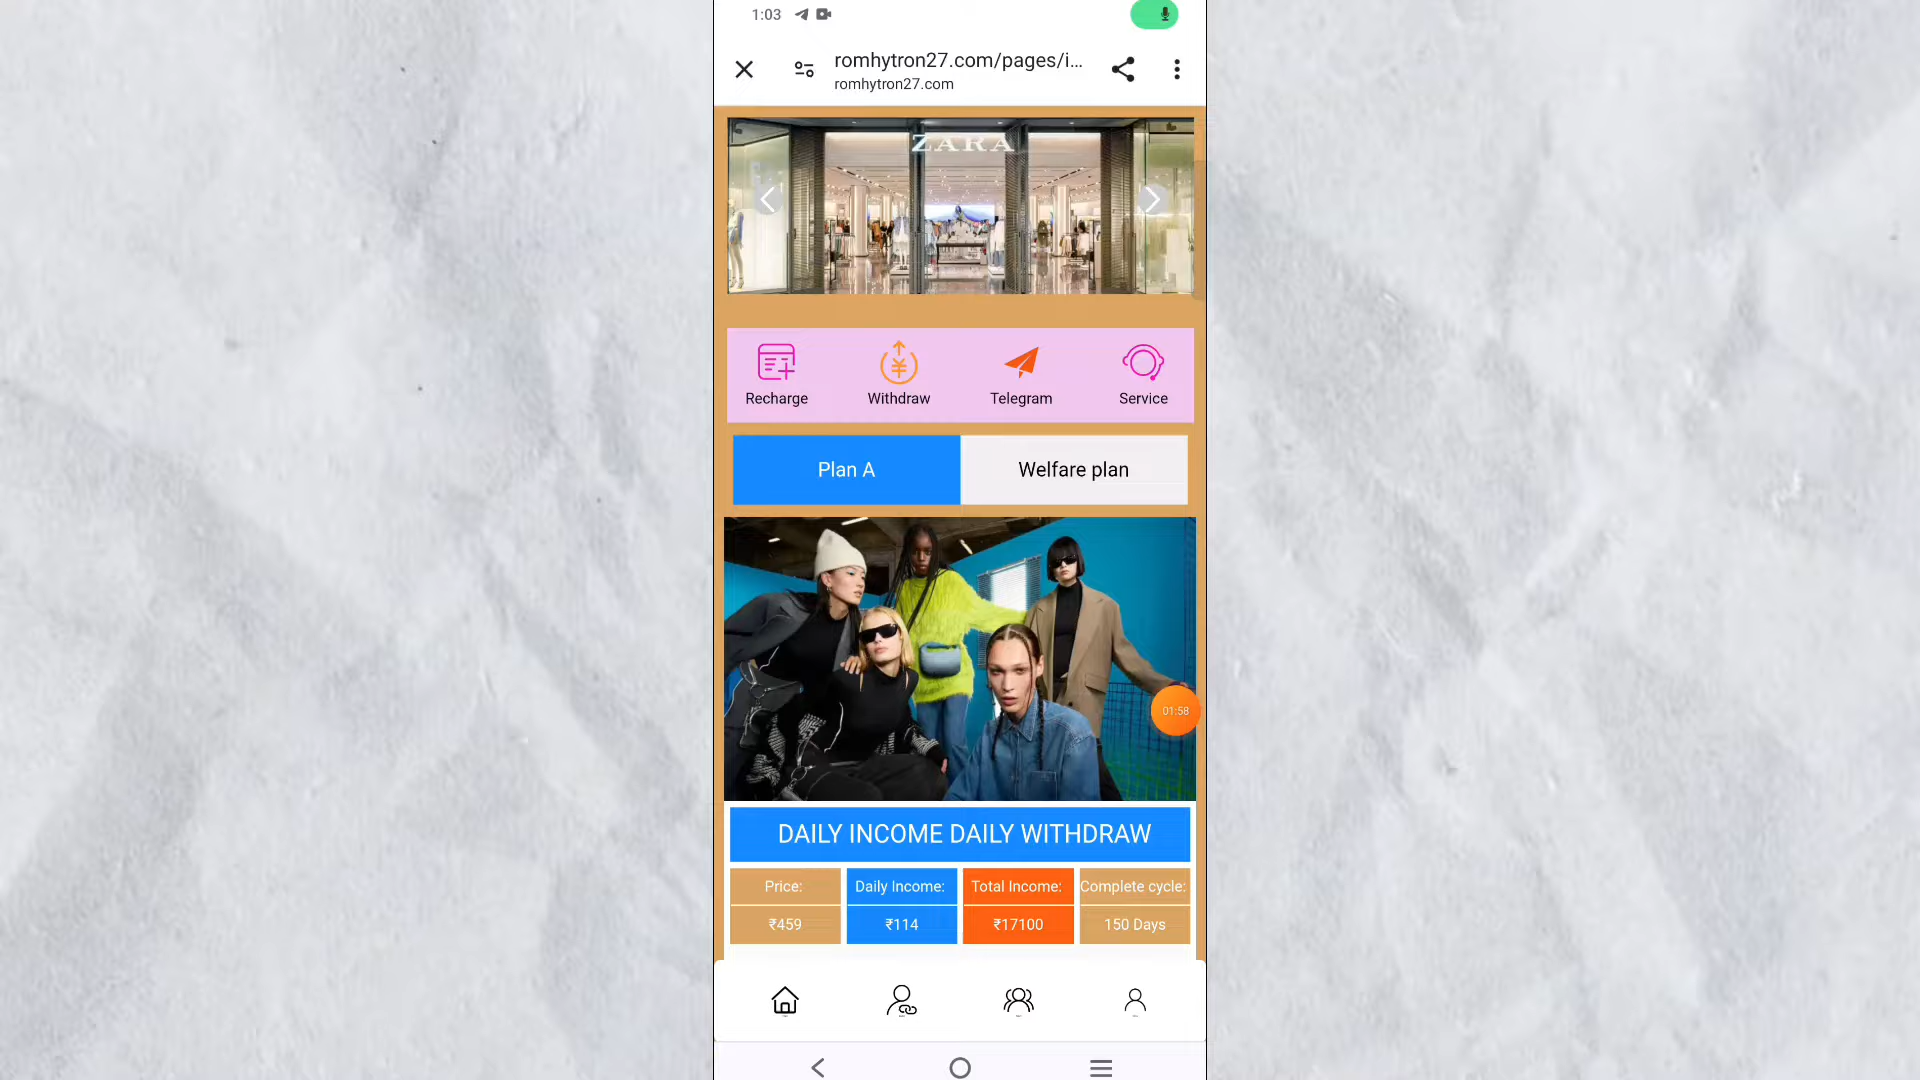 1:03
romhytron27.com/pages/i...
romhytron27.com
ZARA
Recharge Withdraw Telegram Service
Plan A Welfare plan
01:58
DAILY INCOME DAILY WITHDRAW
Price: Daily Income: Total Income: Complete cycle:
₹459 ₹114 ₹17100 150 Days